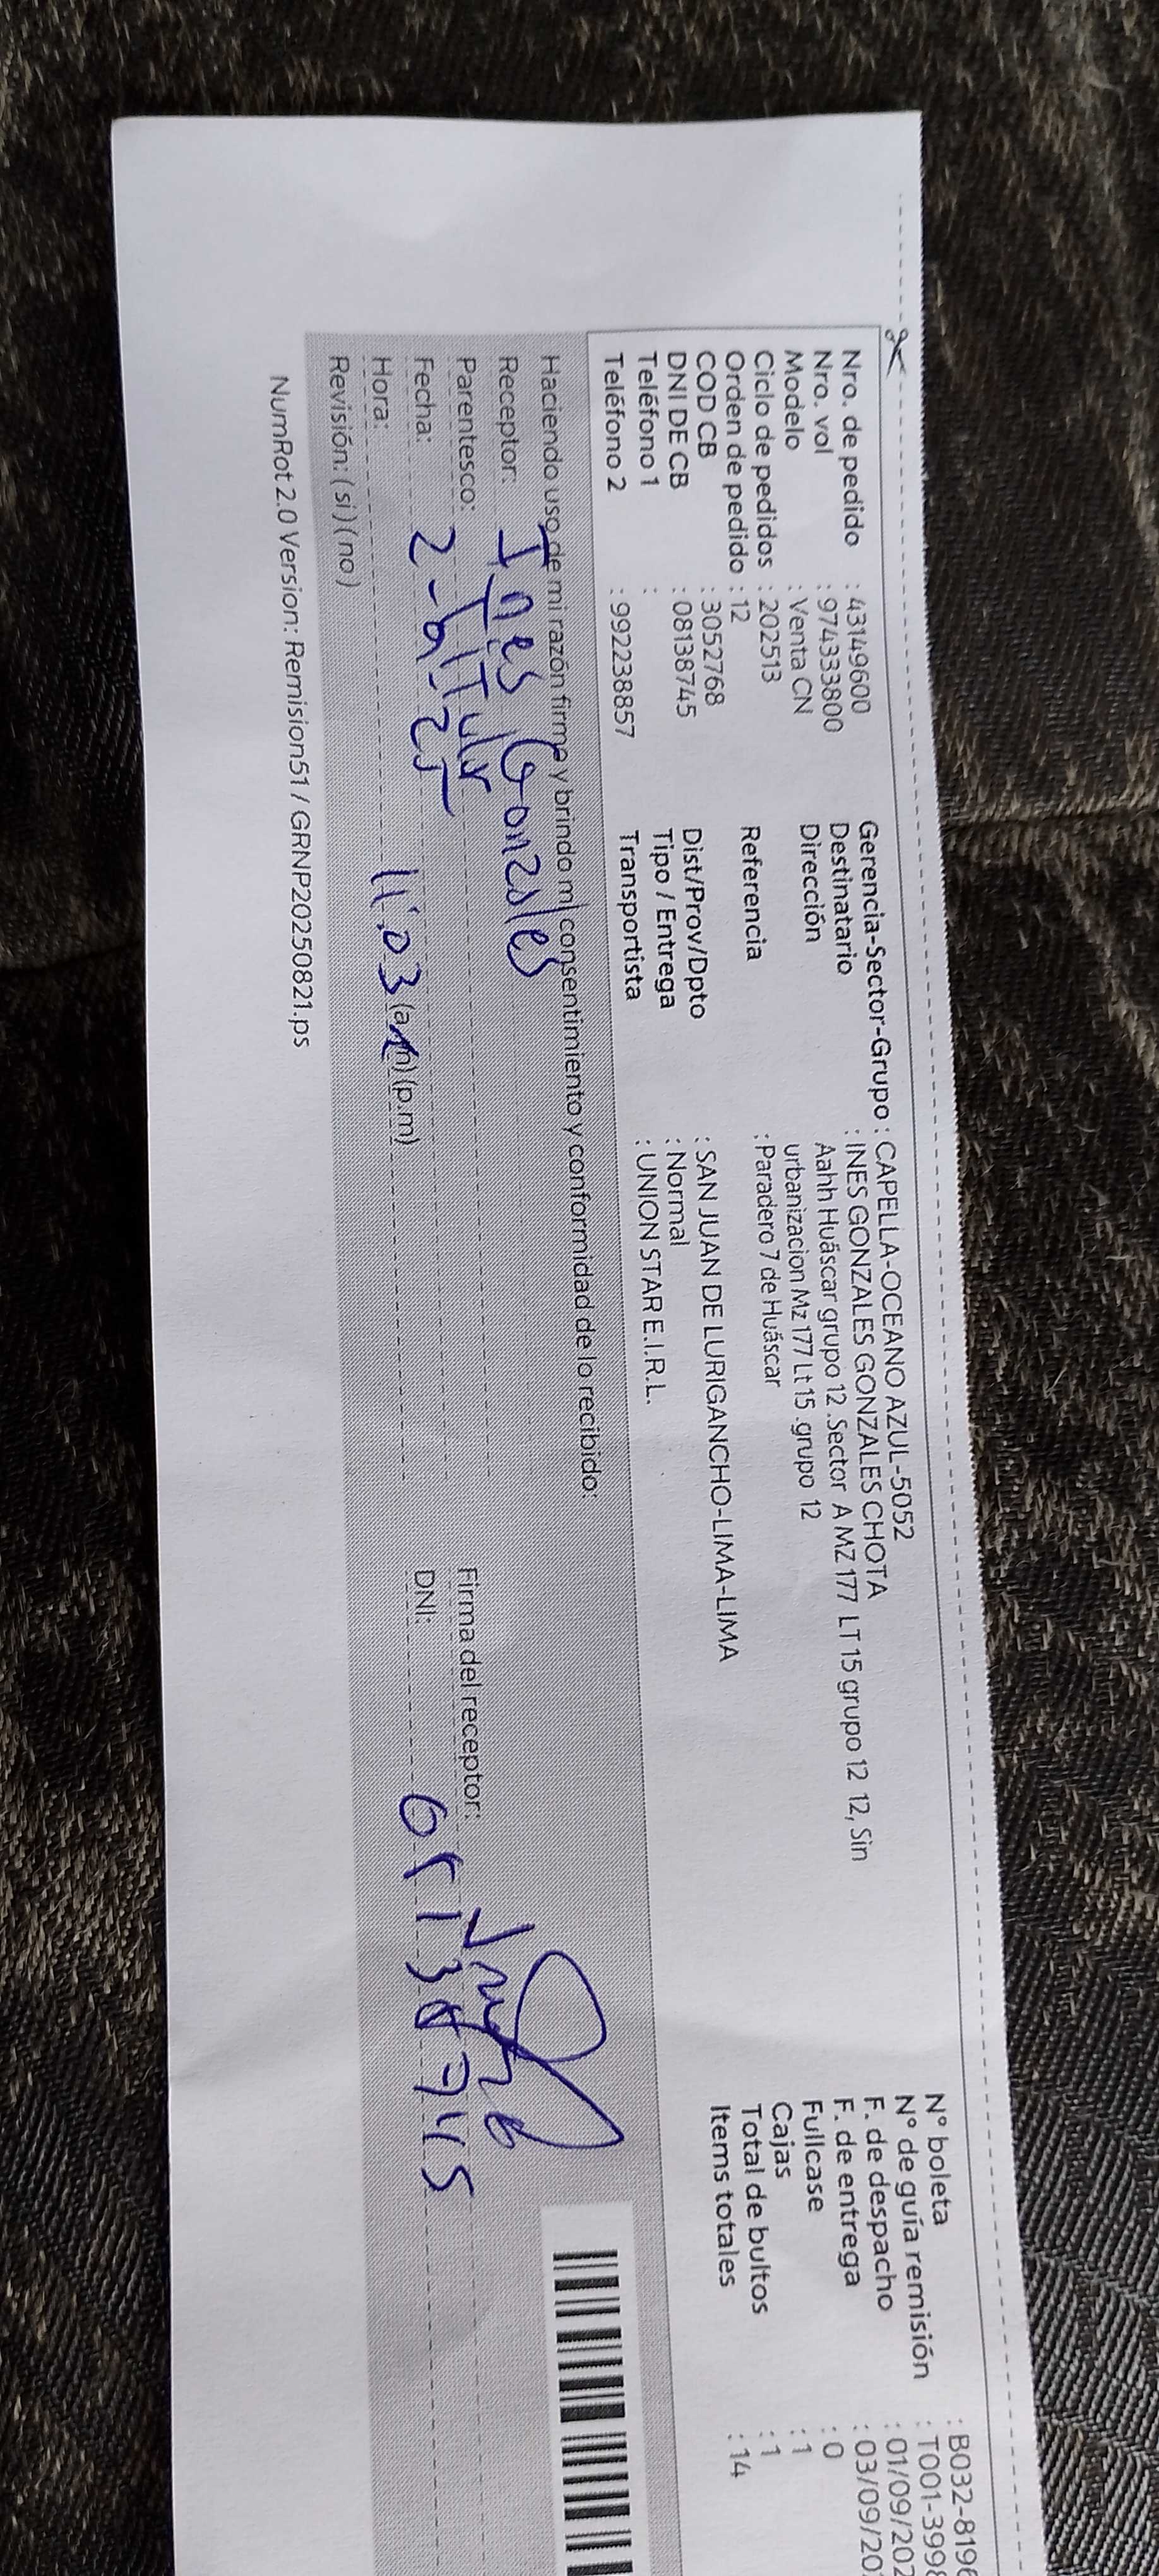 Nro. de pedido : 43149600
Nro. vol : 974333800
Modelo : Venta CN
Ciclo de pedidos : 202513
Orden de pedido : 12
COD CB : 3052768
DNI DE CB : 08138745
Teléfono 1 :
Teléfono 2 : 992238857
Gerencia-Sector-Grupo : CAPELLA-OCEANO AZUL-5052
Destinatario : INES GONZALES GONZALES CHOTA
Dirección Aahh Huáscar grupo 12 .Sector A MZ 177 LT 15 grupo 12 12, Sin
urbanizacion Mz 177 Lt 15 .grupo 12
Referencia : Paradero 7 de Huáscar
Dist/Prov/Dpto : SAN JUAN DE LURIGANCHO-LIMA-LIMA
Tipo / Entrega : Normal
Transportista : UNION STAR E.I.R.L.
N° boleta : B032-8196
N° de guía remisión : T001-399
F. de despacho : 01/09/202
F. de entrega : 03/09/20
Fullcase : 0
Cajas : 1
Total de bultos : 1
Items totales : 14
Haciendo uso de mi razón firma y brindo mi consentimiento y conformidad de lo recibido:
Receptor: Ines Gonzales
Parentesco: Titular
Fecha: 2-9-25
Hora: 11:03 (a.m) (p.m)
Revisión: (si) (no)
Firma del receptor:
DNI: 08138745
NumRot 2.0 Version: Remision51 / GRNP20250821.ps